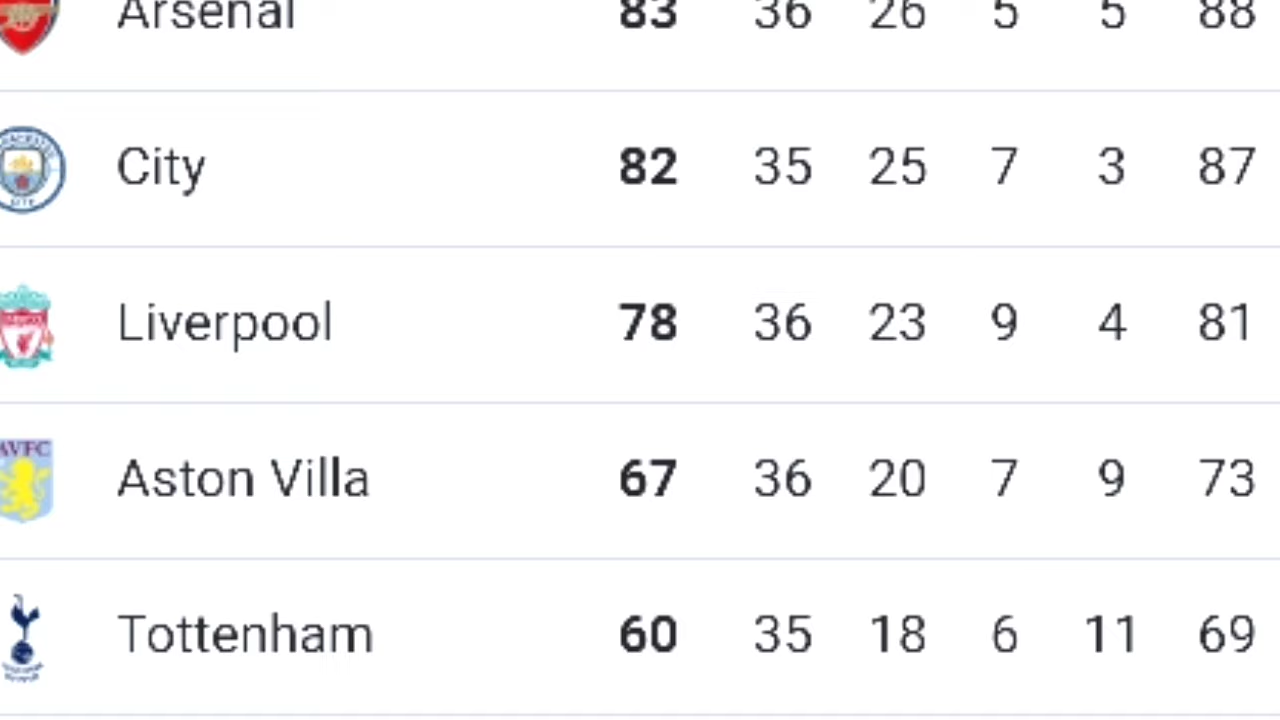 Arsenal 83 36 26 5 5 88
City 82 35 25 7 3 87
Liverpool 78 36 23 9 4 81
AVFC
Aston Villa 67 36 20 7 9 73
Tottenham 60 35 18 6 11 69